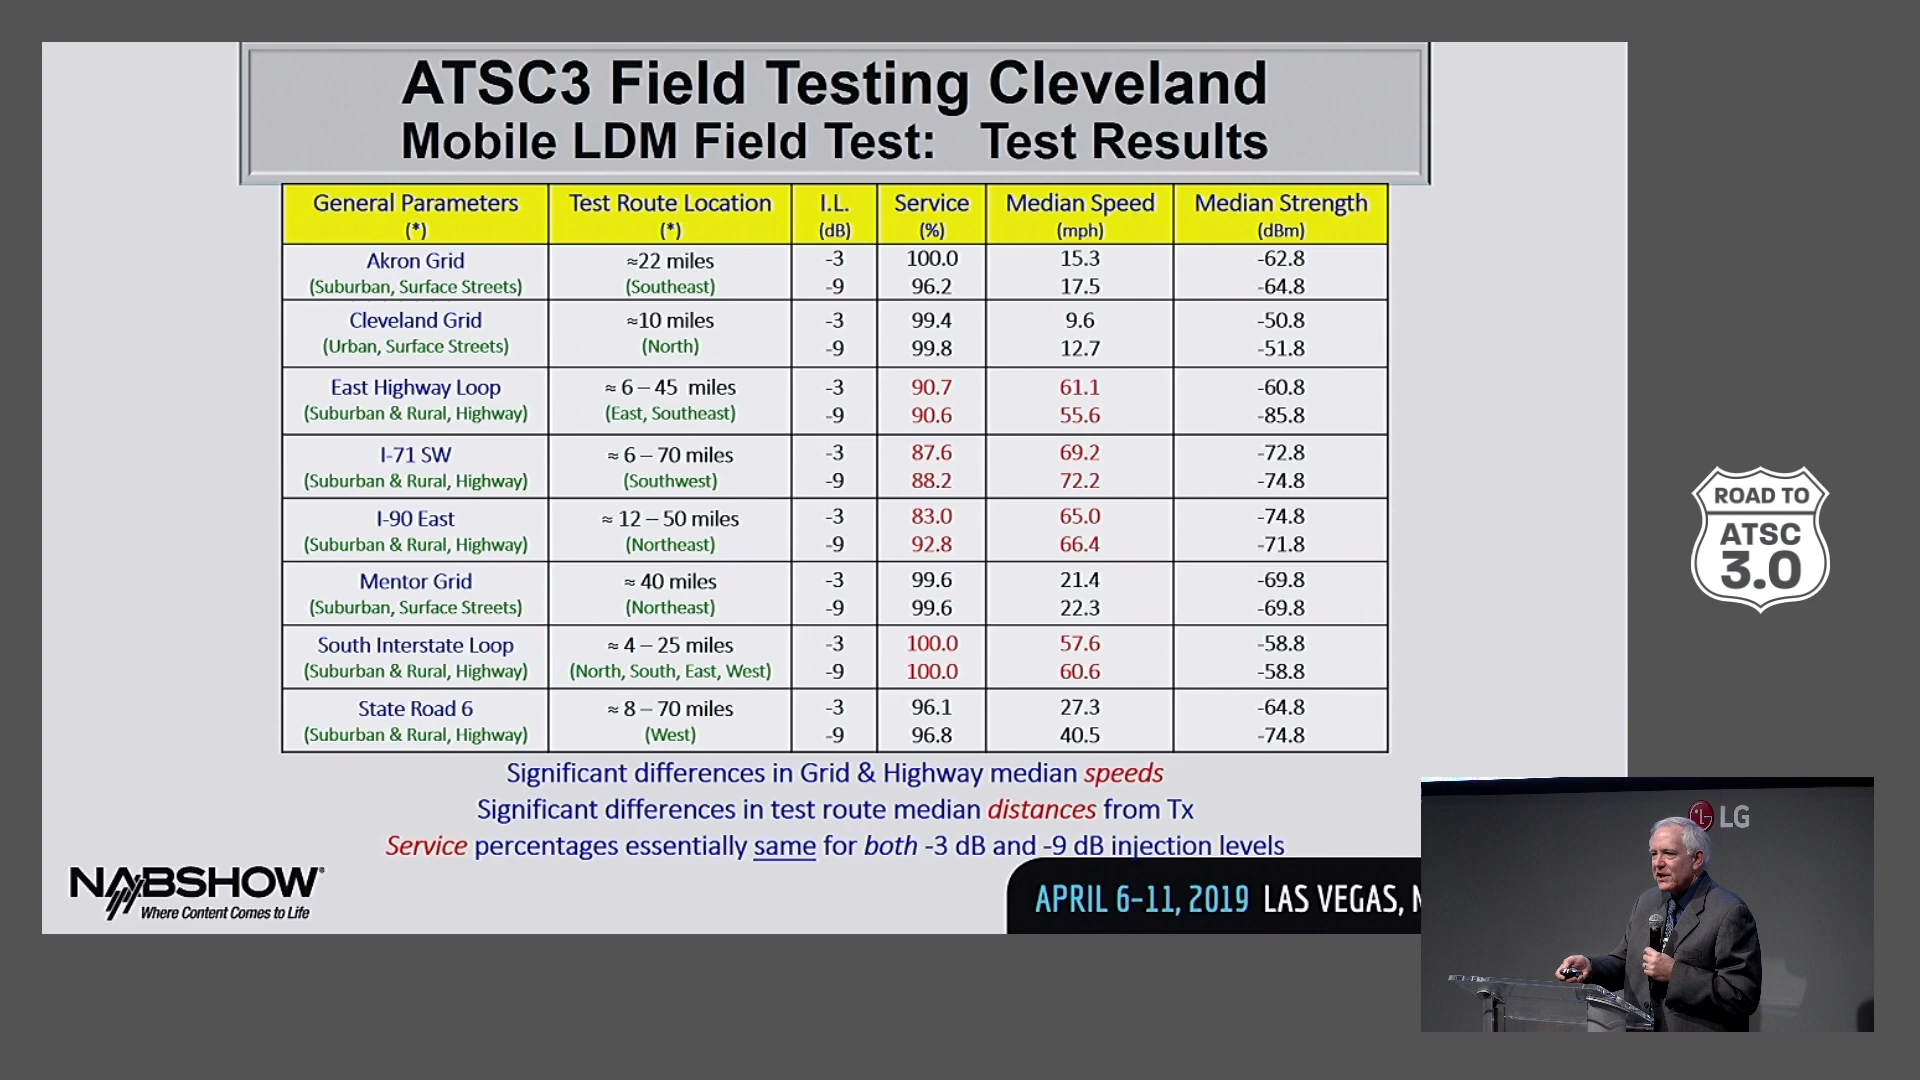 ATSC3 Field Testing Cleveland
Mobile LDM Field Test: Test Results
General Parameters Test Route Location I.L. Service Median Speed Median Strength
(*) (*) (dB) (%) (mph) (dBm)
Akron Grid ≈22 miles -3 100.0 15.3 -62.8
(Suburban, Surface Streets) (Southeast) -9 96.2 17.5 -64.8
Cleveland Grid ≈10 miles -3 99.4 9.6 -50.8
(Urban, Surface Streets) (North) -9 99.8 12.7 -51.8
East Highway Loop ≈ 6 – 45 miles -3 90.7 61.1 -60.8
(Suburban & Rural, Highway) (East, Southeast) -9 90.6 55.6 -85.8
I-71 SW ≈ 6 – 70 miles -3 87.6 69.2 -72.8
(Suburban & Rural, Highway) (Southwest) -9 88.2 72.2 -74.8
I-90 East ≈ 12 – 50 miles -3 83.0 65.0 -74.8
(Suburban & Rural, Highway) (Northeast) -9 92.8 66.4 -71.8
Mentor Grid ≈ 40 miles -3 99.6 21.4 -69.8
(Suburban, Surface Streets) (Northeast) -9 99.6 22.3 -69.8
South Interstate Loop ≈ 4 – 25 miles -3 100.0 57.6 -58.8
(Suburban & Rural, Highway) (North, South, East, West) -9 100.0 60.6 -58.8
State Road 6 ≈ 8 – 70 miles -3 96.1 27.3 -64.8
(Suburban & Rural, Highway) (West) -9 96.8 40.5 -74.8
Significant differences in Grid & Highway median speeds
Significant differences in test route median distances from Tx
Service percentages essentially same for both -3 dB and -9 dB injection levels
NABSHOW®
Where Content Comes to Life
APRIL 6–11, 2019 LAS VEGAS, N
ROAD TO
ATSC
3.0
LG